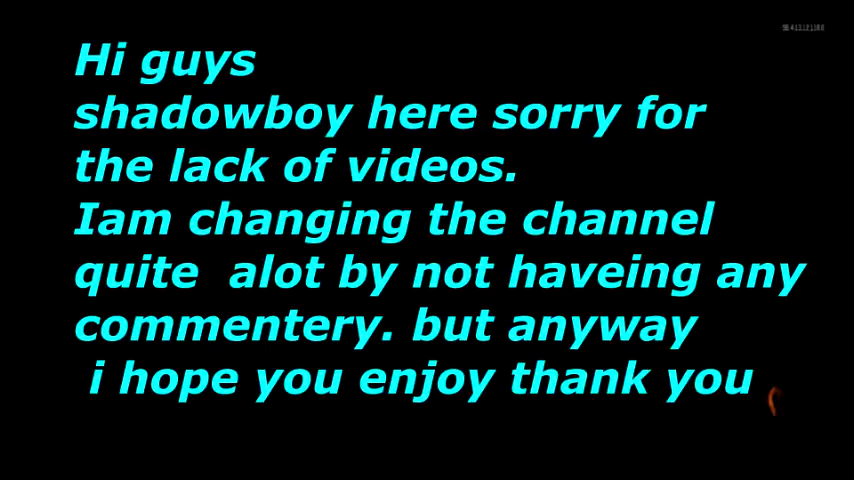 Hi guys
shadowboy here sorry for
the lack of videos.
Iam changing the channel
quite  alot by not haveing any
commentery. but anyway
i hope you enjoy thank you